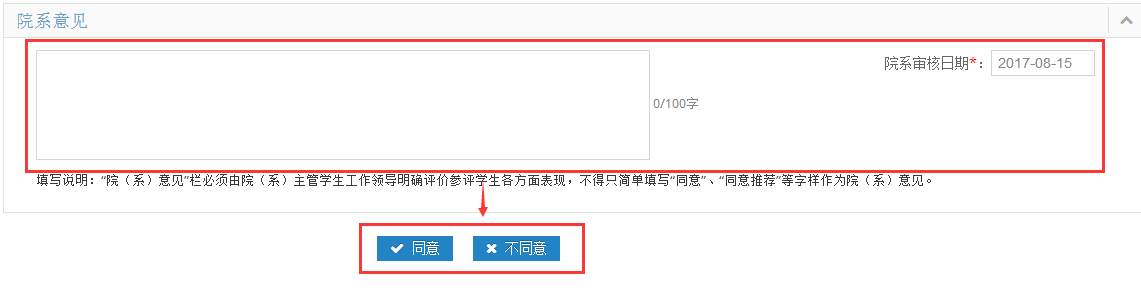 院系意见
院系审核日期*： 2017-08-15
0/100字
填写说明：“院（系）意见”栏必须由院（系）主管学生工作领导明确评价参评学生各方面表现，不得只简单填写“同意”、“同意推荐”等字样作为院（系）意见。
同意 不同意